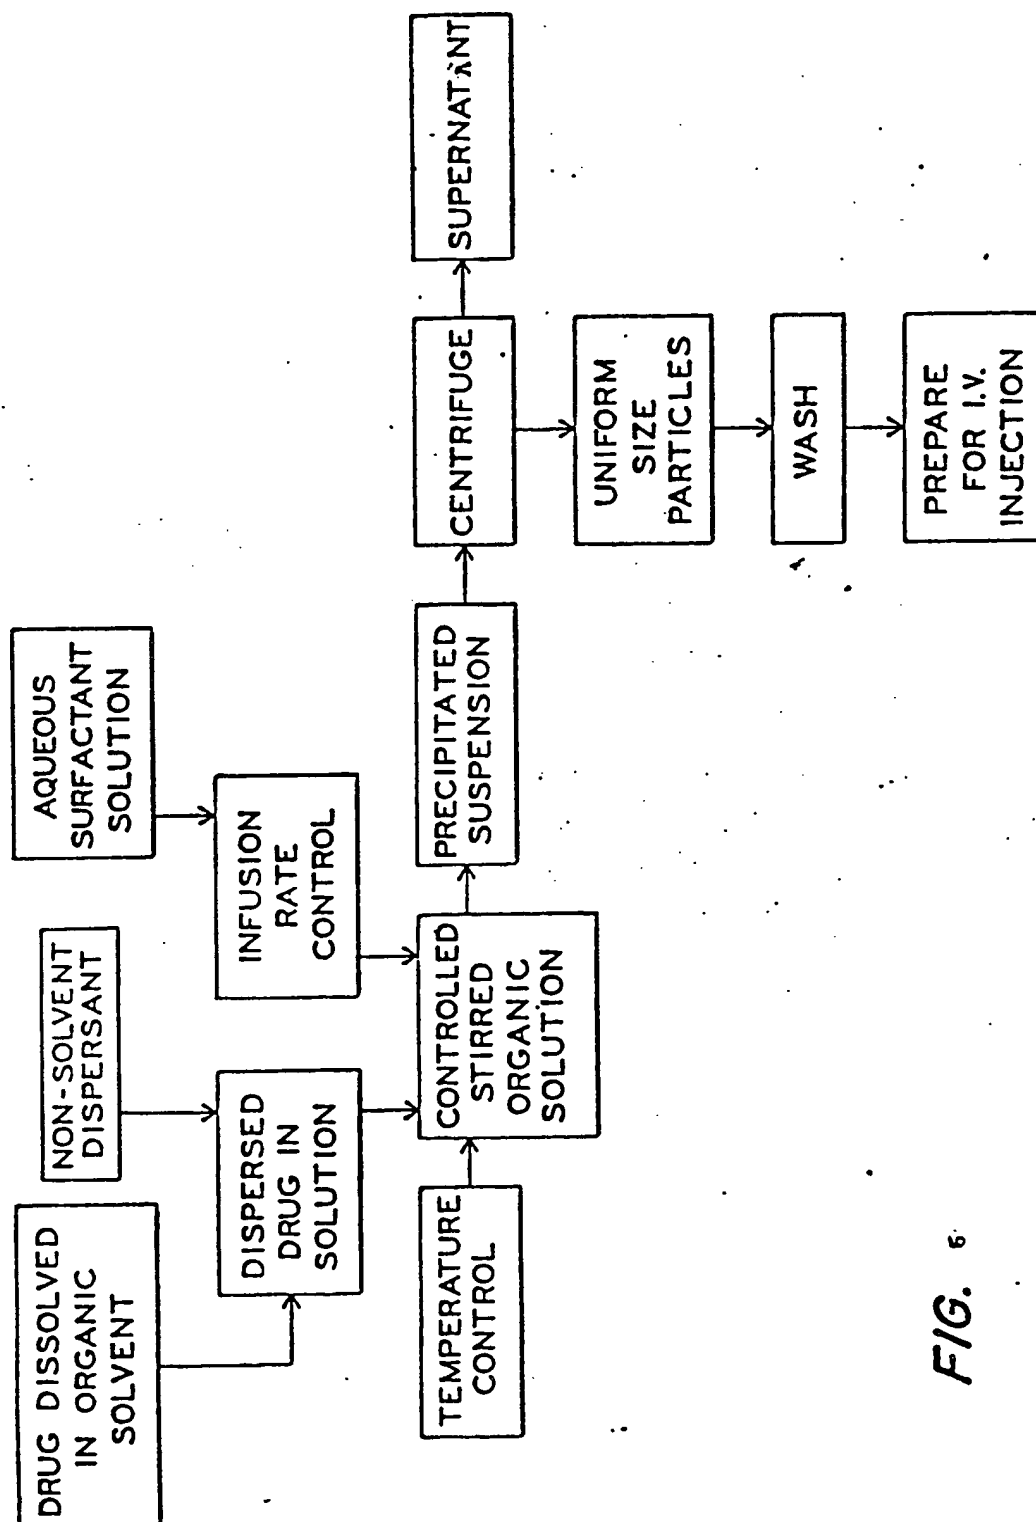 DRUG DISSOLVED
IN ORGANIC
SOLVENT
NON-SOLVENT
DISPERSANT
AQUEOUS
SURFACTANT
SOLUTION
DISPERSED
DRUG IN
SOLUTION
INFUSION
RATE
CONTROL
TEMPERATURE
CONTROL
CONTROLLED
STIRRED
ORGANIC
SOLUTION
PRECIPITATED
SUSPENSION
CENTRIFUGE
SUPERNATANT
UNIFORM
SIZE
PARTICLES
WASH
PREPARE
FOR I.V.
INJECTION
FIG. 5